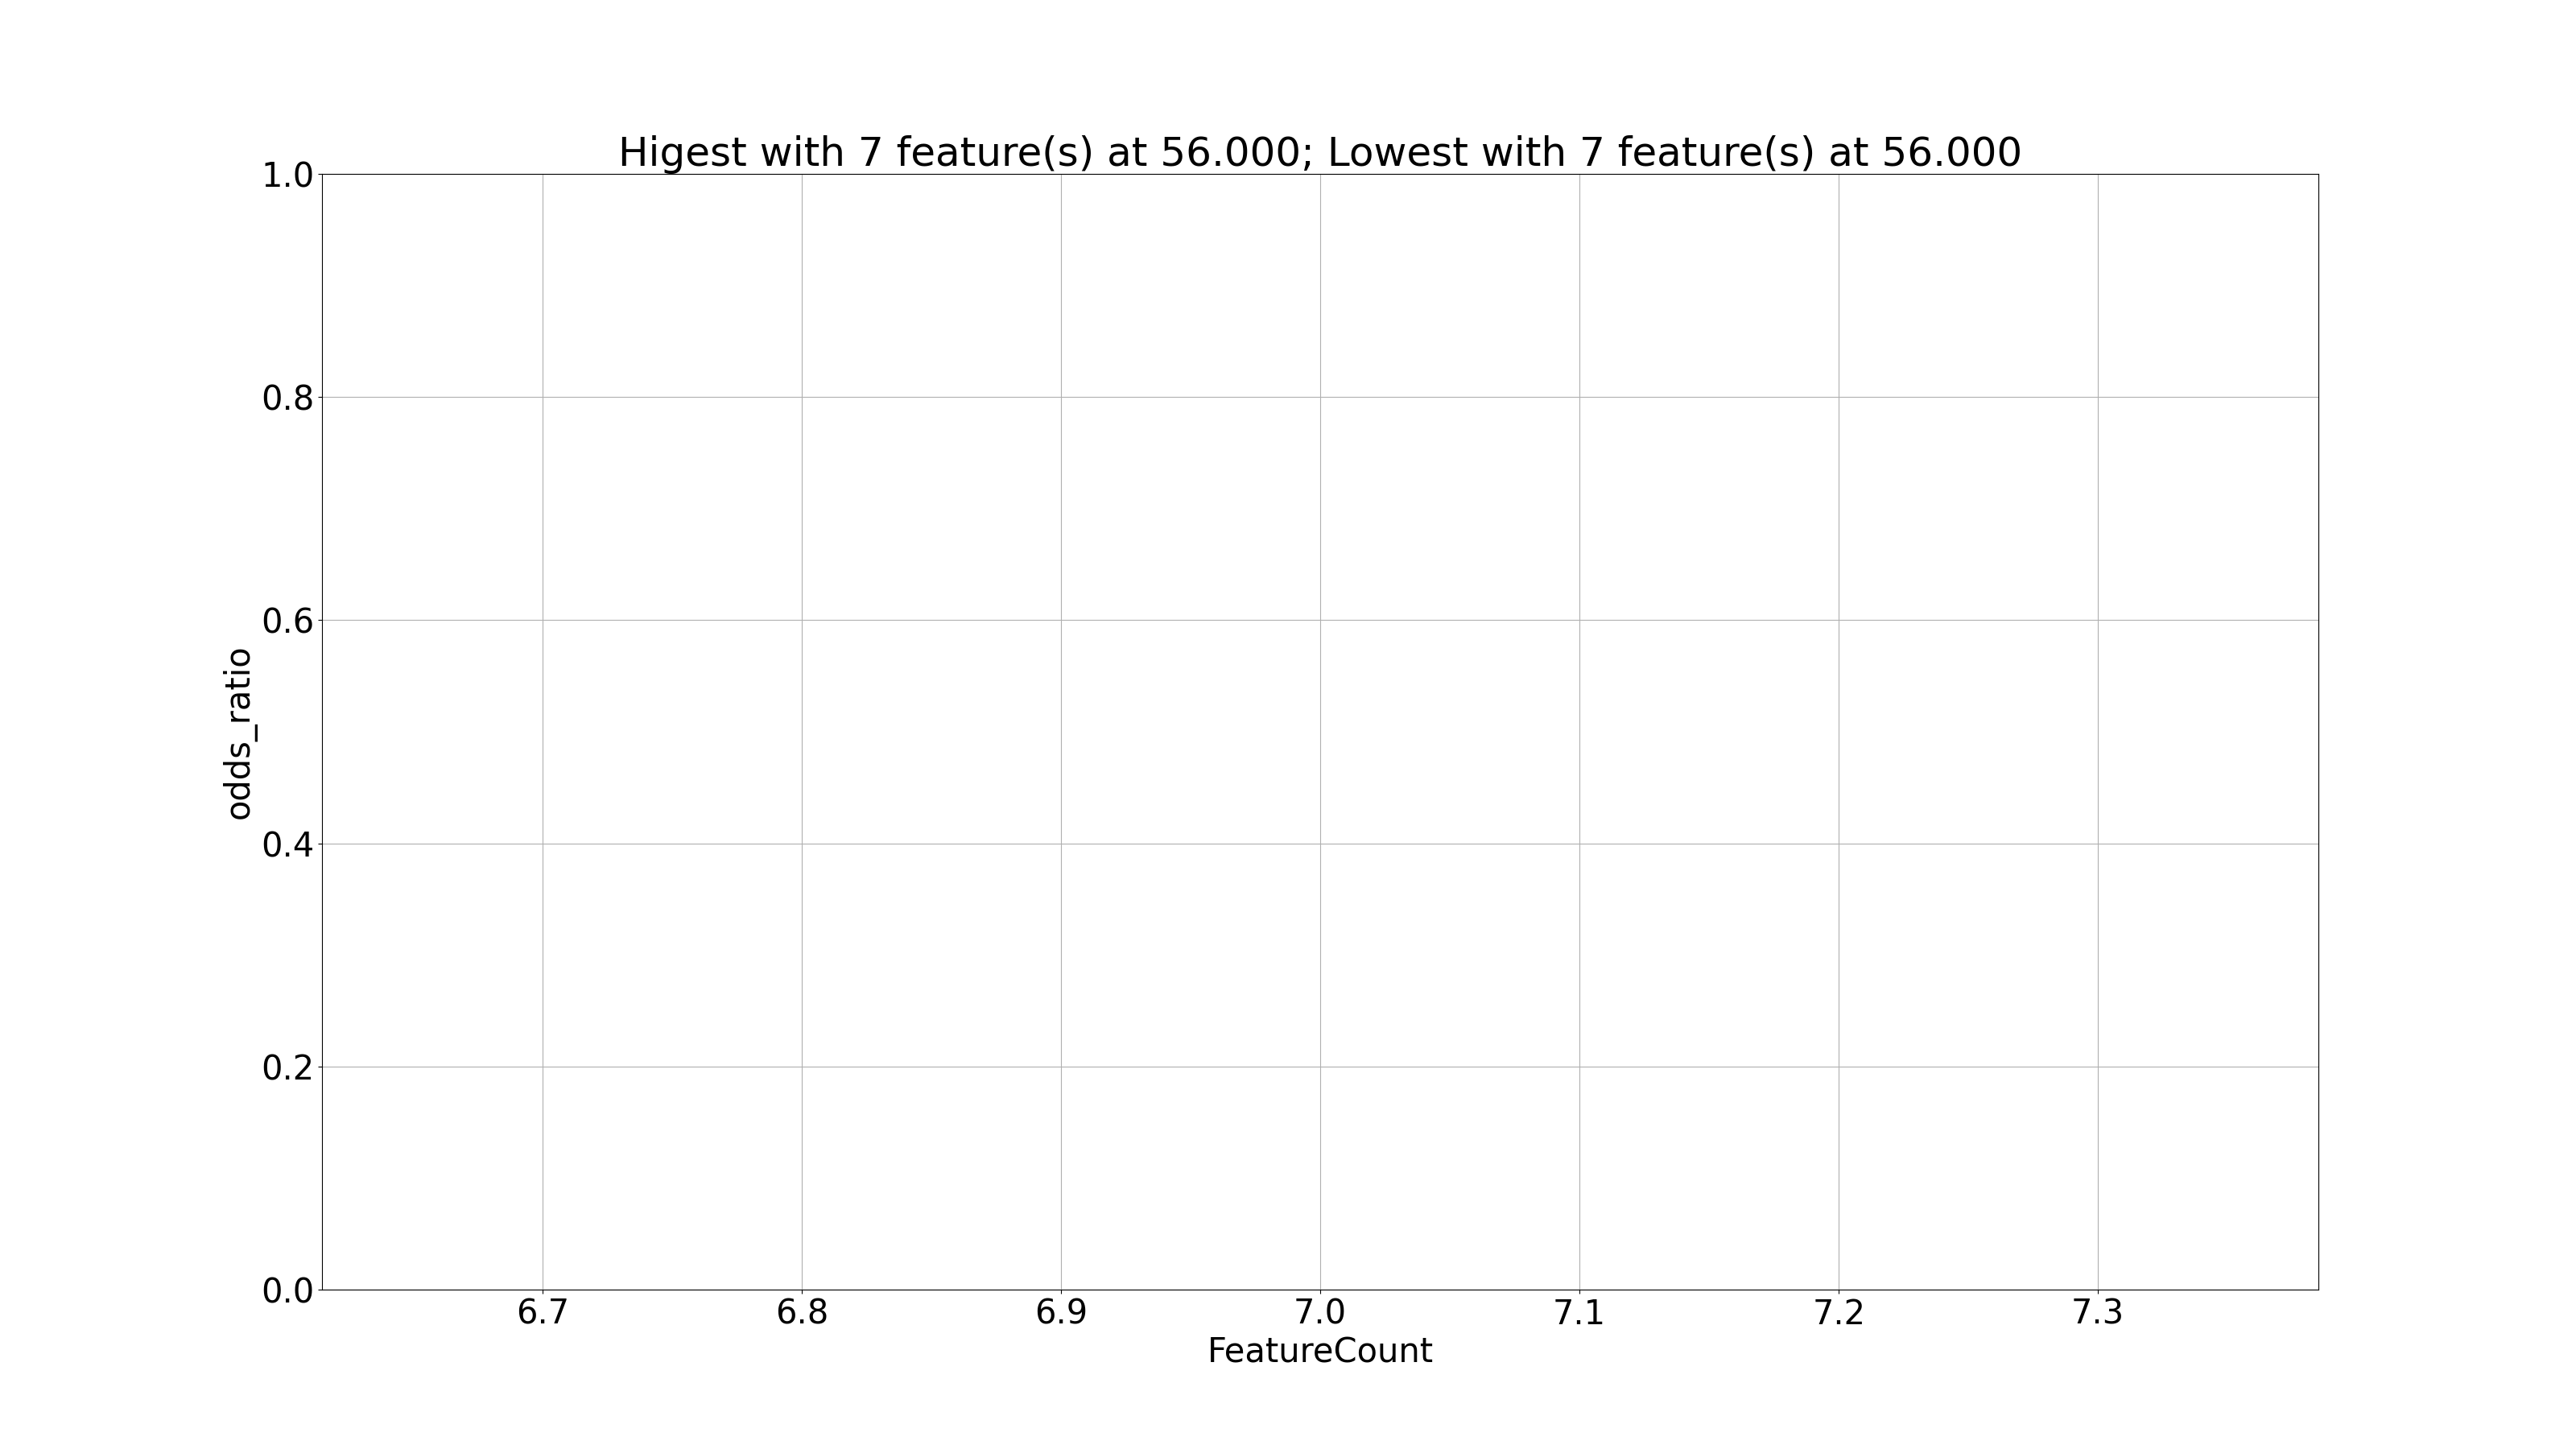 Higest with 7 feature(s) at 56.000; Lowest with 7 feature(s) at 56.000
1.0
0.8
0.6
0.4
0.2
0.0
odds_ratio
6.7 6.8 6.9 7.0 7.1 7.2 7.3
FeatureCount